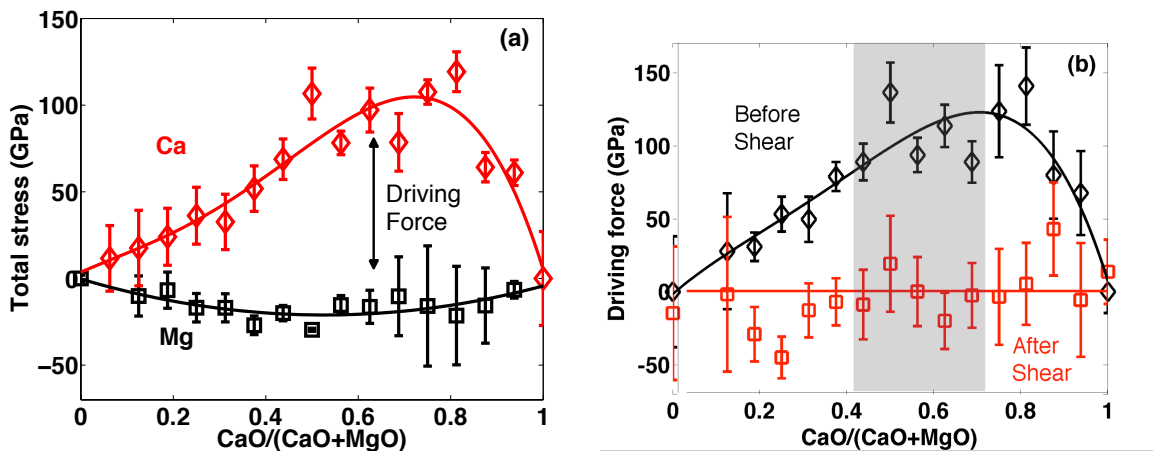 (a)
Total stress (GPa)
150
100
50
0
−50
Ca
Driving
Force
Mg
0 0.2 0.4 0.6 0.8 1
CaO/(CaO+MgO)
(b)
Driving force (GPa)
150
100
50
0
-50
Before
Shear
After
Shear
0 0.2 0.4 0.6 0.8 1
CaO/(CaO+MgO)